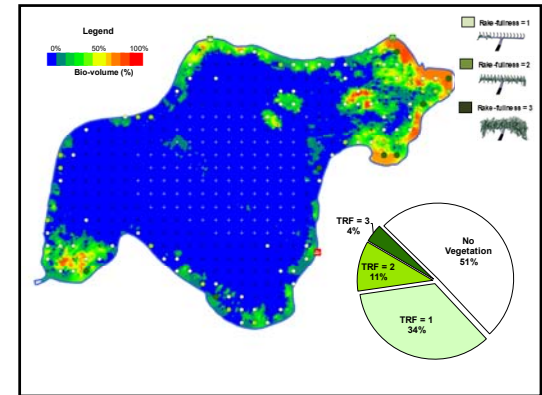 Legend
0% 50% 100%
Bio-volume (%)
Rake-fullness = 1
Rake-fullness = 2
Rake-fullness = 3
TRF = 3
4%
TRF = 2
11%
TRF = 1
34%
No
Vegetation
51%